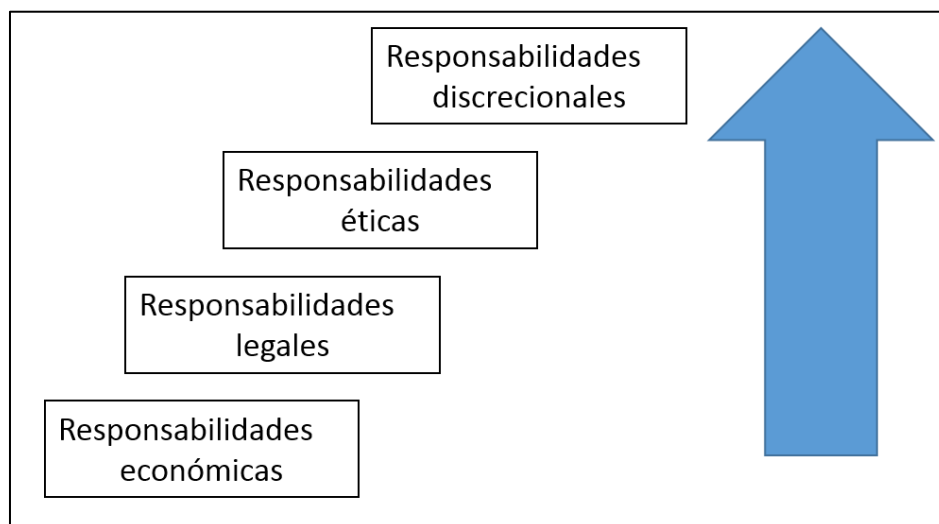 Responsabilidades
discrecionales
Responsabilidades
éticas
Responsabilidades
legales
Responsabilidades
económicas